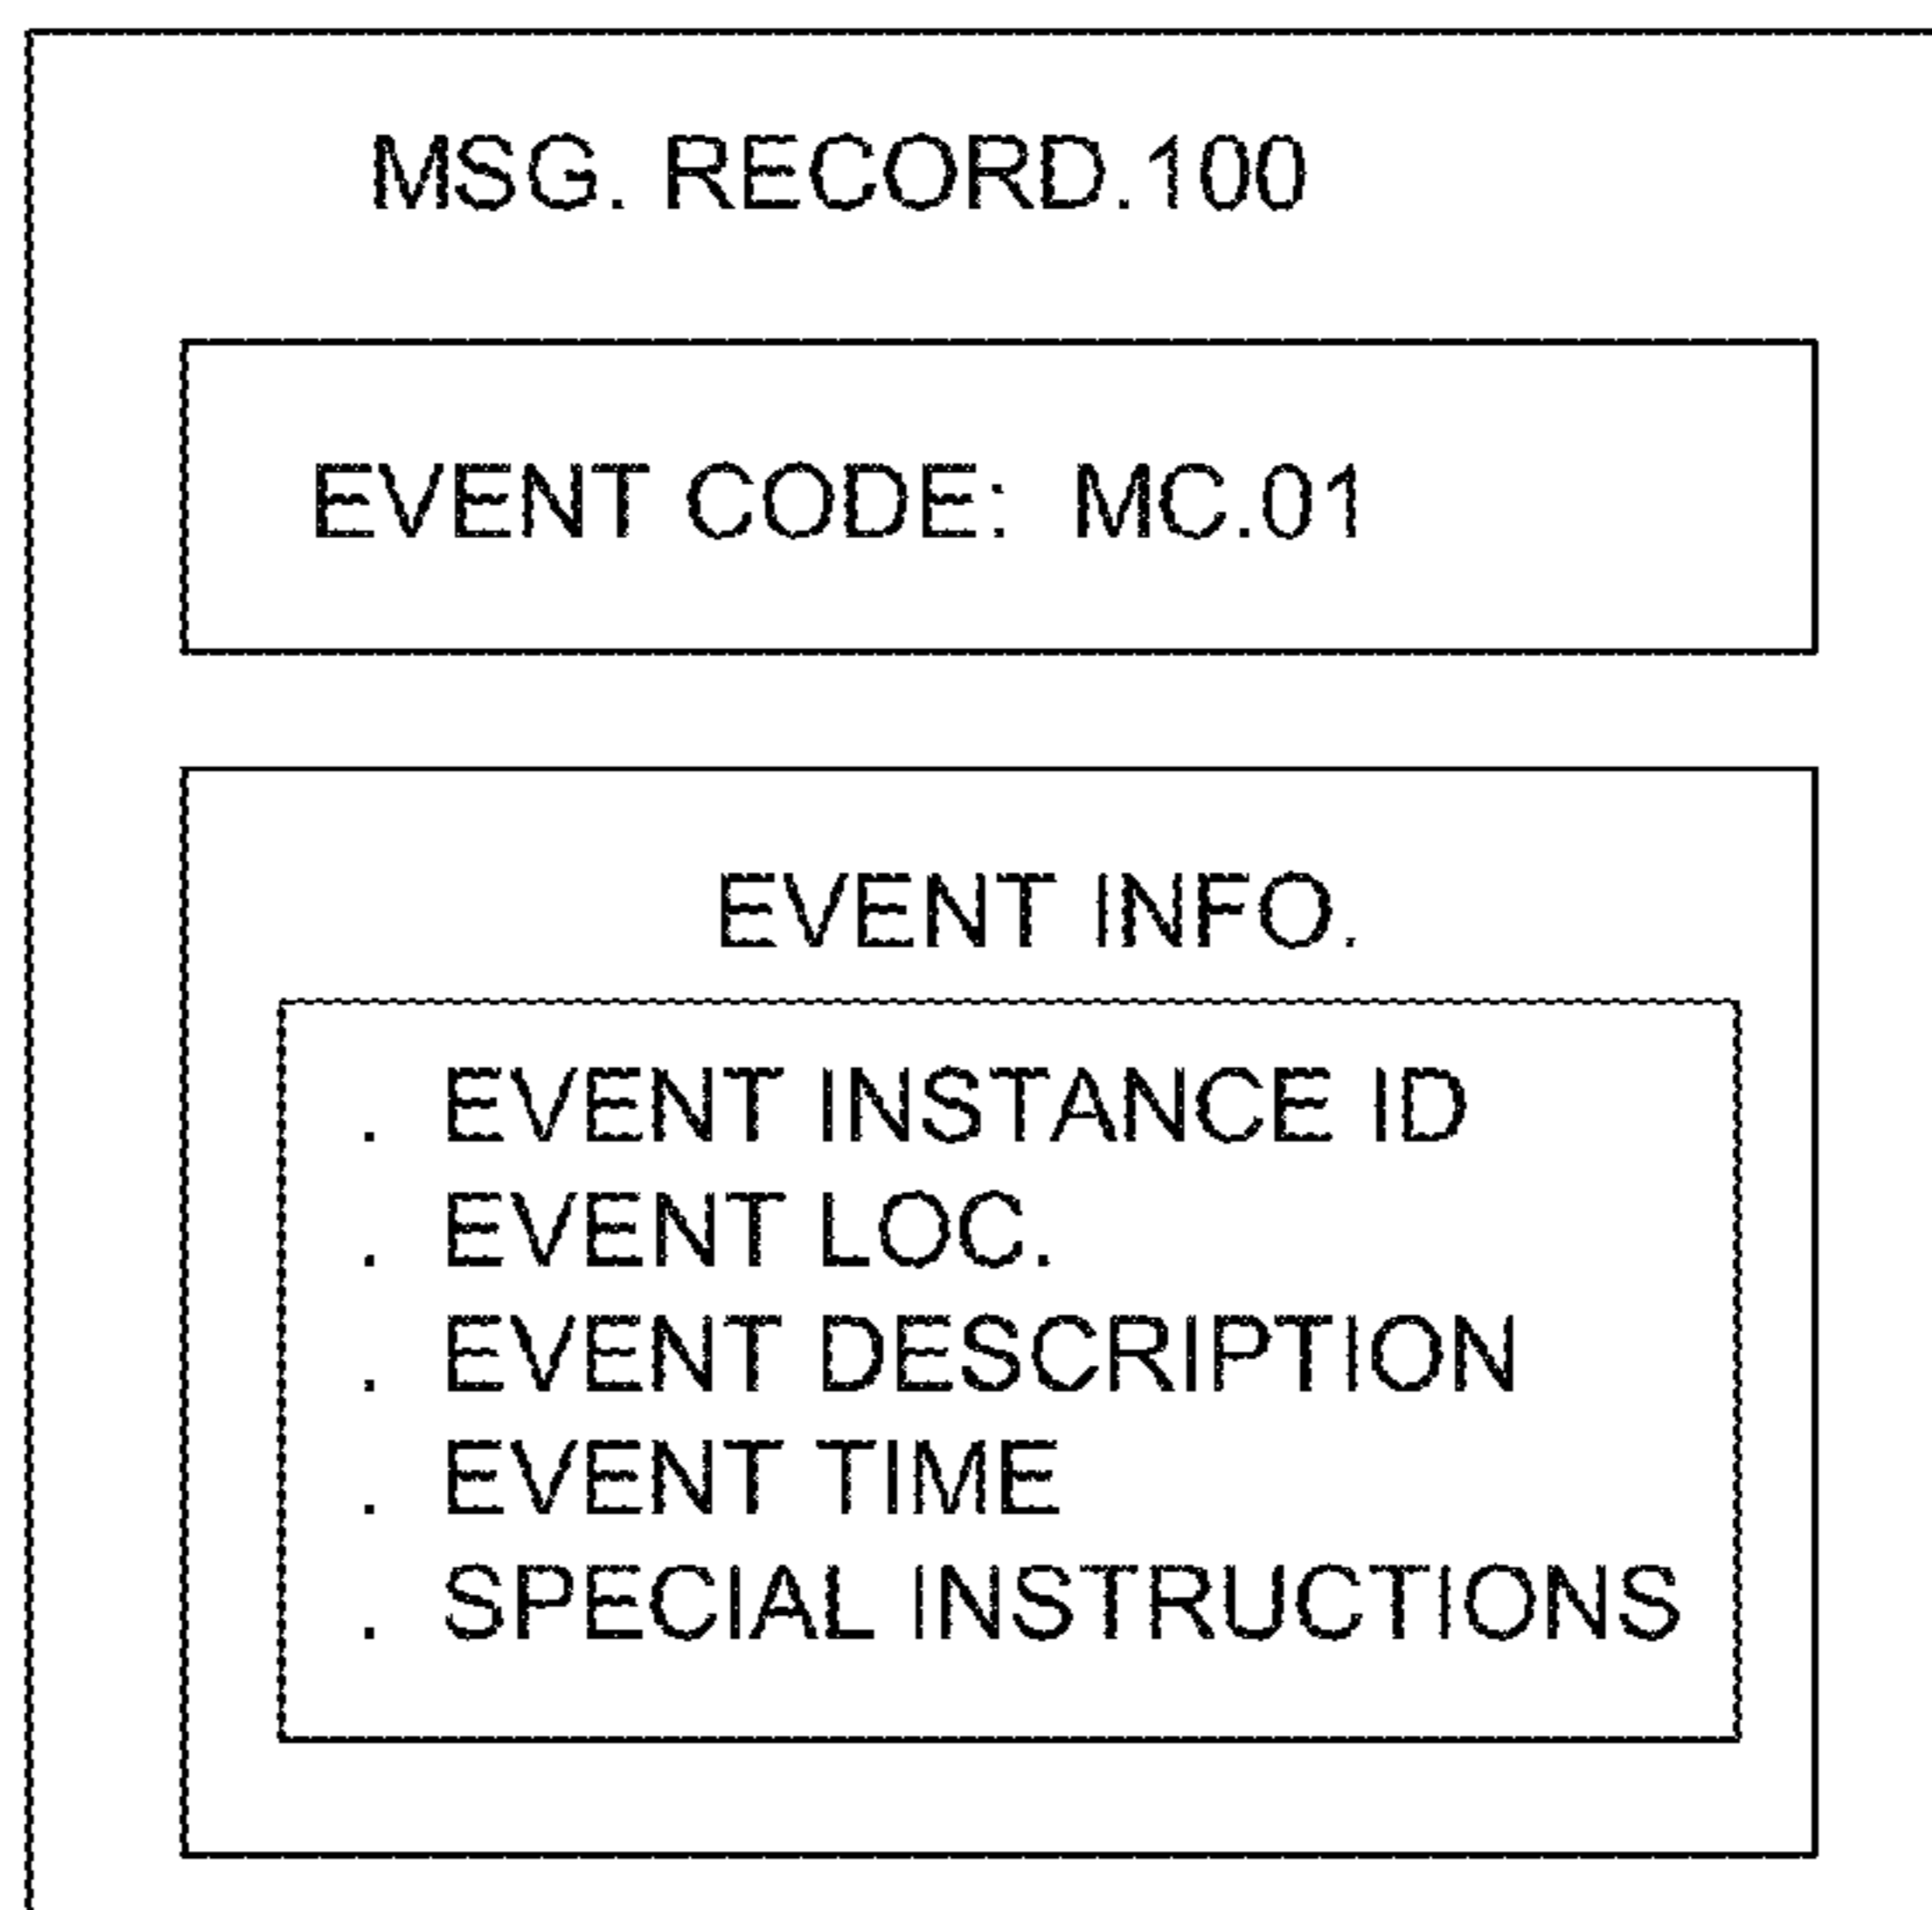 MSG. RECORD.100
EVENT CODE: MC.01
EVENT INFO.
. EVENT INSTANCE ID
. EVENT LOC.
. EVENT DESCRIPTION
. EVENT TIME
. SPECIAL INSTRUCTIONS